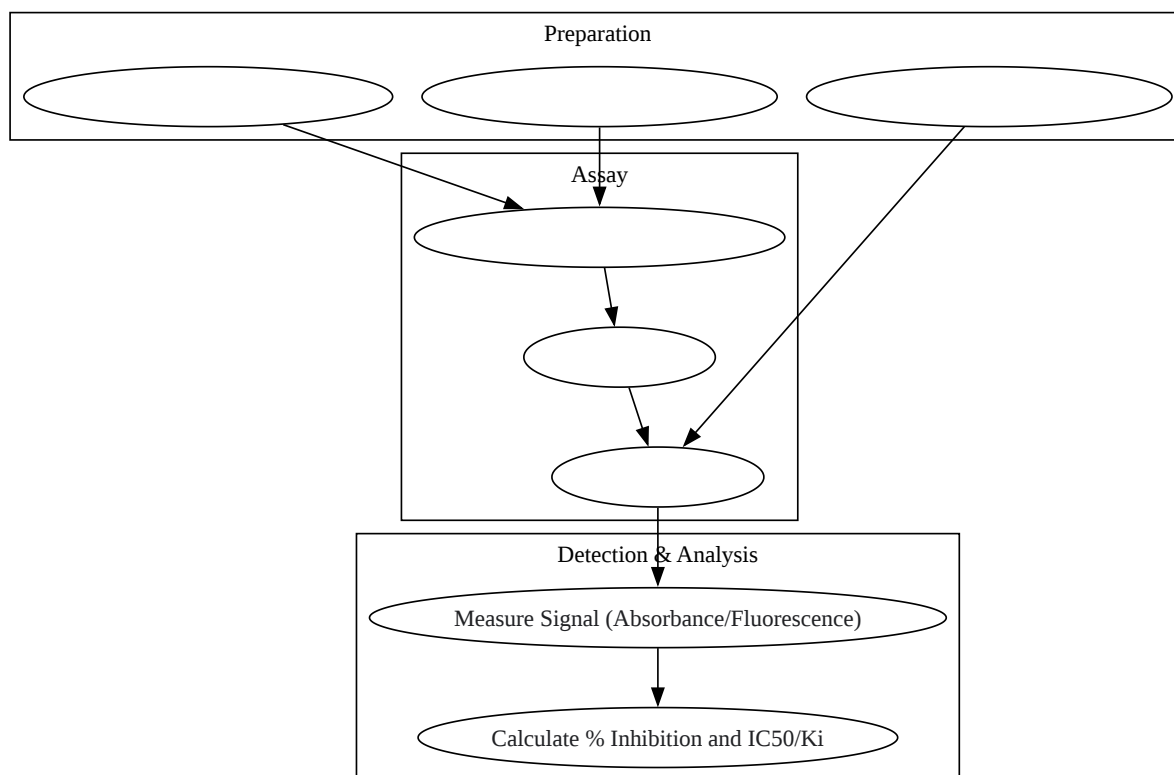 Preparation
Assay
Detection & Analysis
Measure Signal (Absorbance/Fluorescence)
Calculate % Inhibition and IC50/Ki